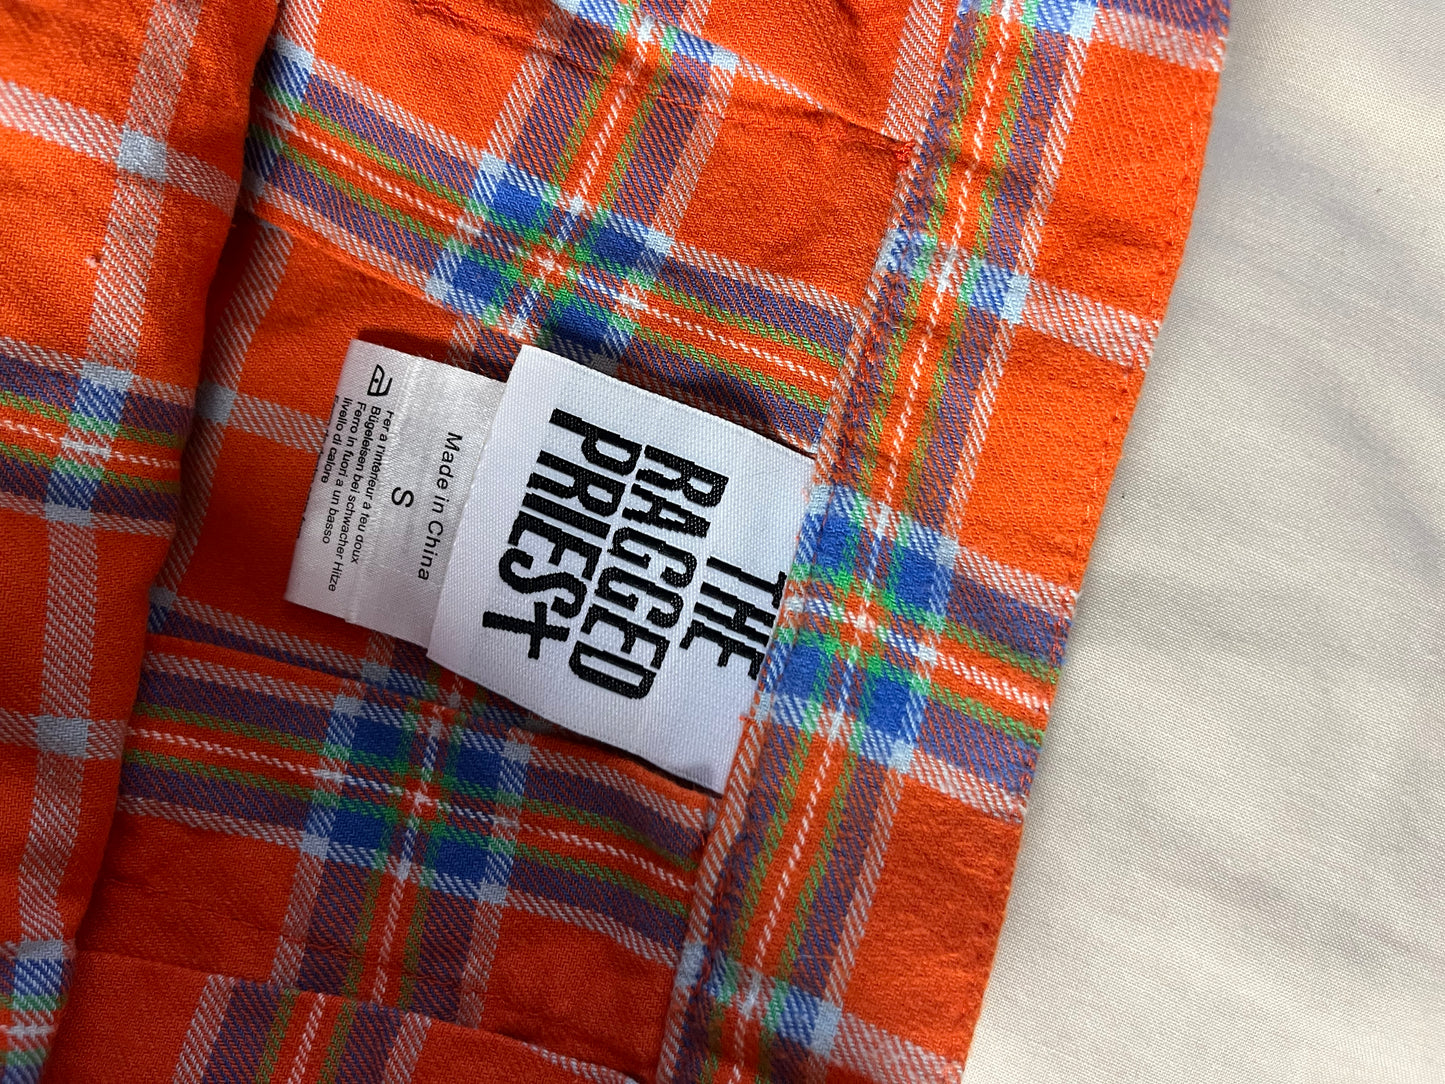 THE
RAGGED
PRIEST
Made in China
S
Fer à l'intérieur à feu doux
Bügeleisen bei schwacher Hitze
Ferro in fuori a un basso
livello di calore